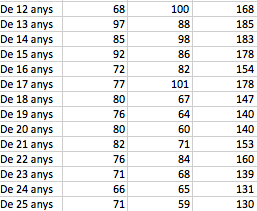 De 12 anys 68 100 168
De 13 anys 97 88 185
De 14 anys 85 98 183
De 15 anys 92 86 178
De 16 anys 72 82 154
De 17 anys 77 101 178
De 18 anys 80 67 147
De 19 anys 76 64 140
De 20 anys 80 60 140
De 21 anys 82 71 153
De 22 anys 76 84 160
De 23 anys 71 68 139
De 24 anys 66 65 131
De 25 anys 71 59 130